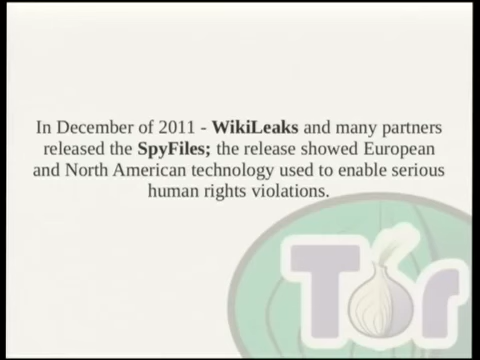 In December of 2011 - WikiLeaks and many partners
released the SpyFiles; the release showed European
and North American technology used to enable serious
human rights violations.
Tor